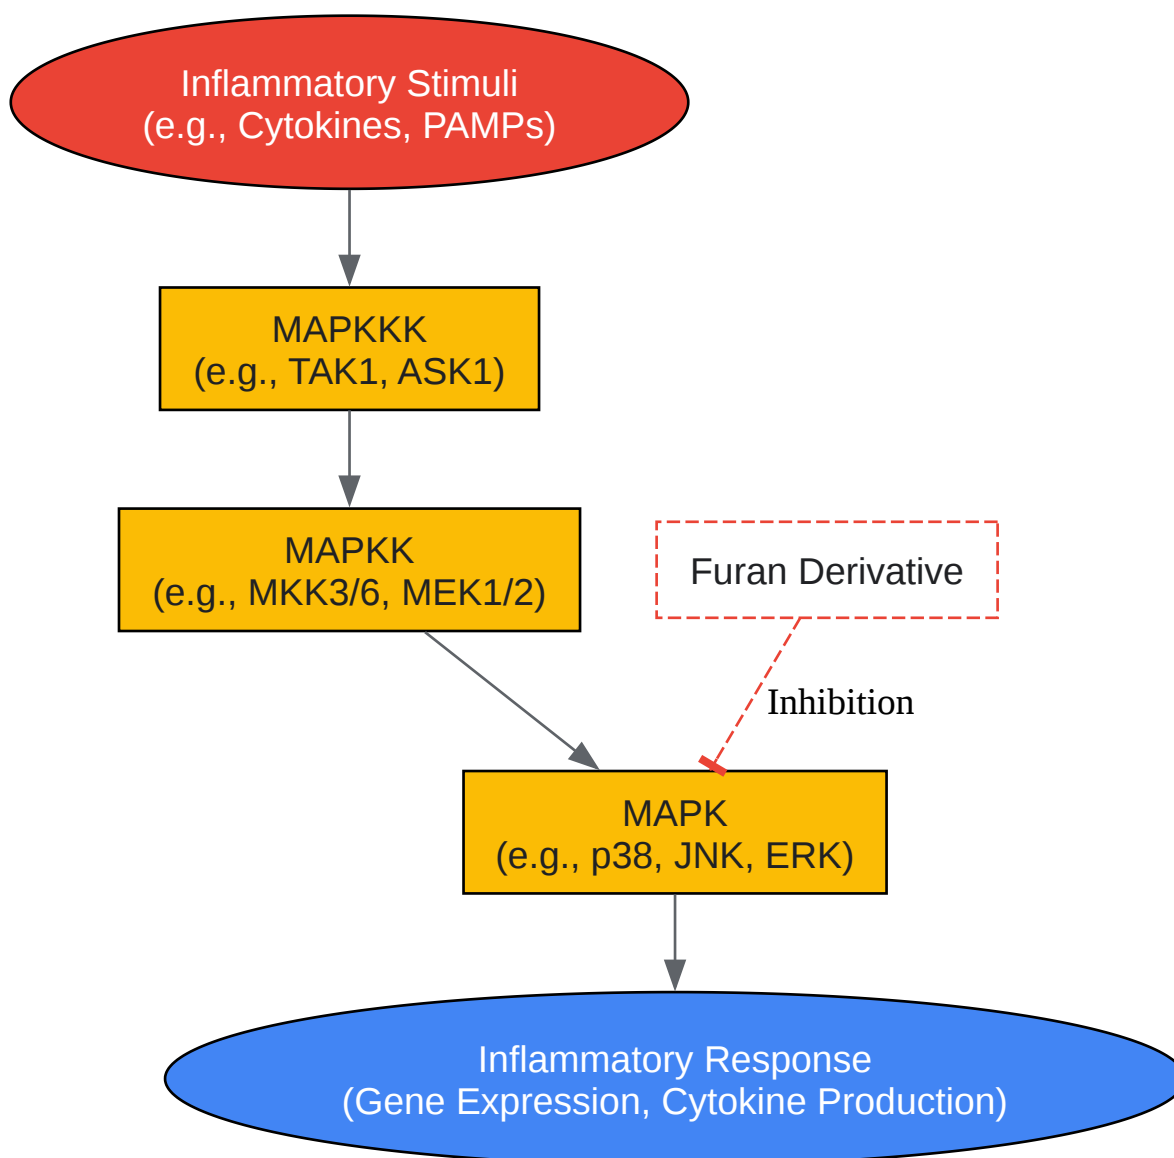 Inflammatory Stimuli
(e.g., Cytokines, PAMPs)
MAPKKK
(e.g., TAK1, ASK1)
MAPKK
(e.g., MKK3/6, MEK1/2)
Furan Derivative
Inhibition
MAPK
(e.g., p38, JNK, ERK)
Inflammatory Response
(Gene Expression, Cytokine Production)